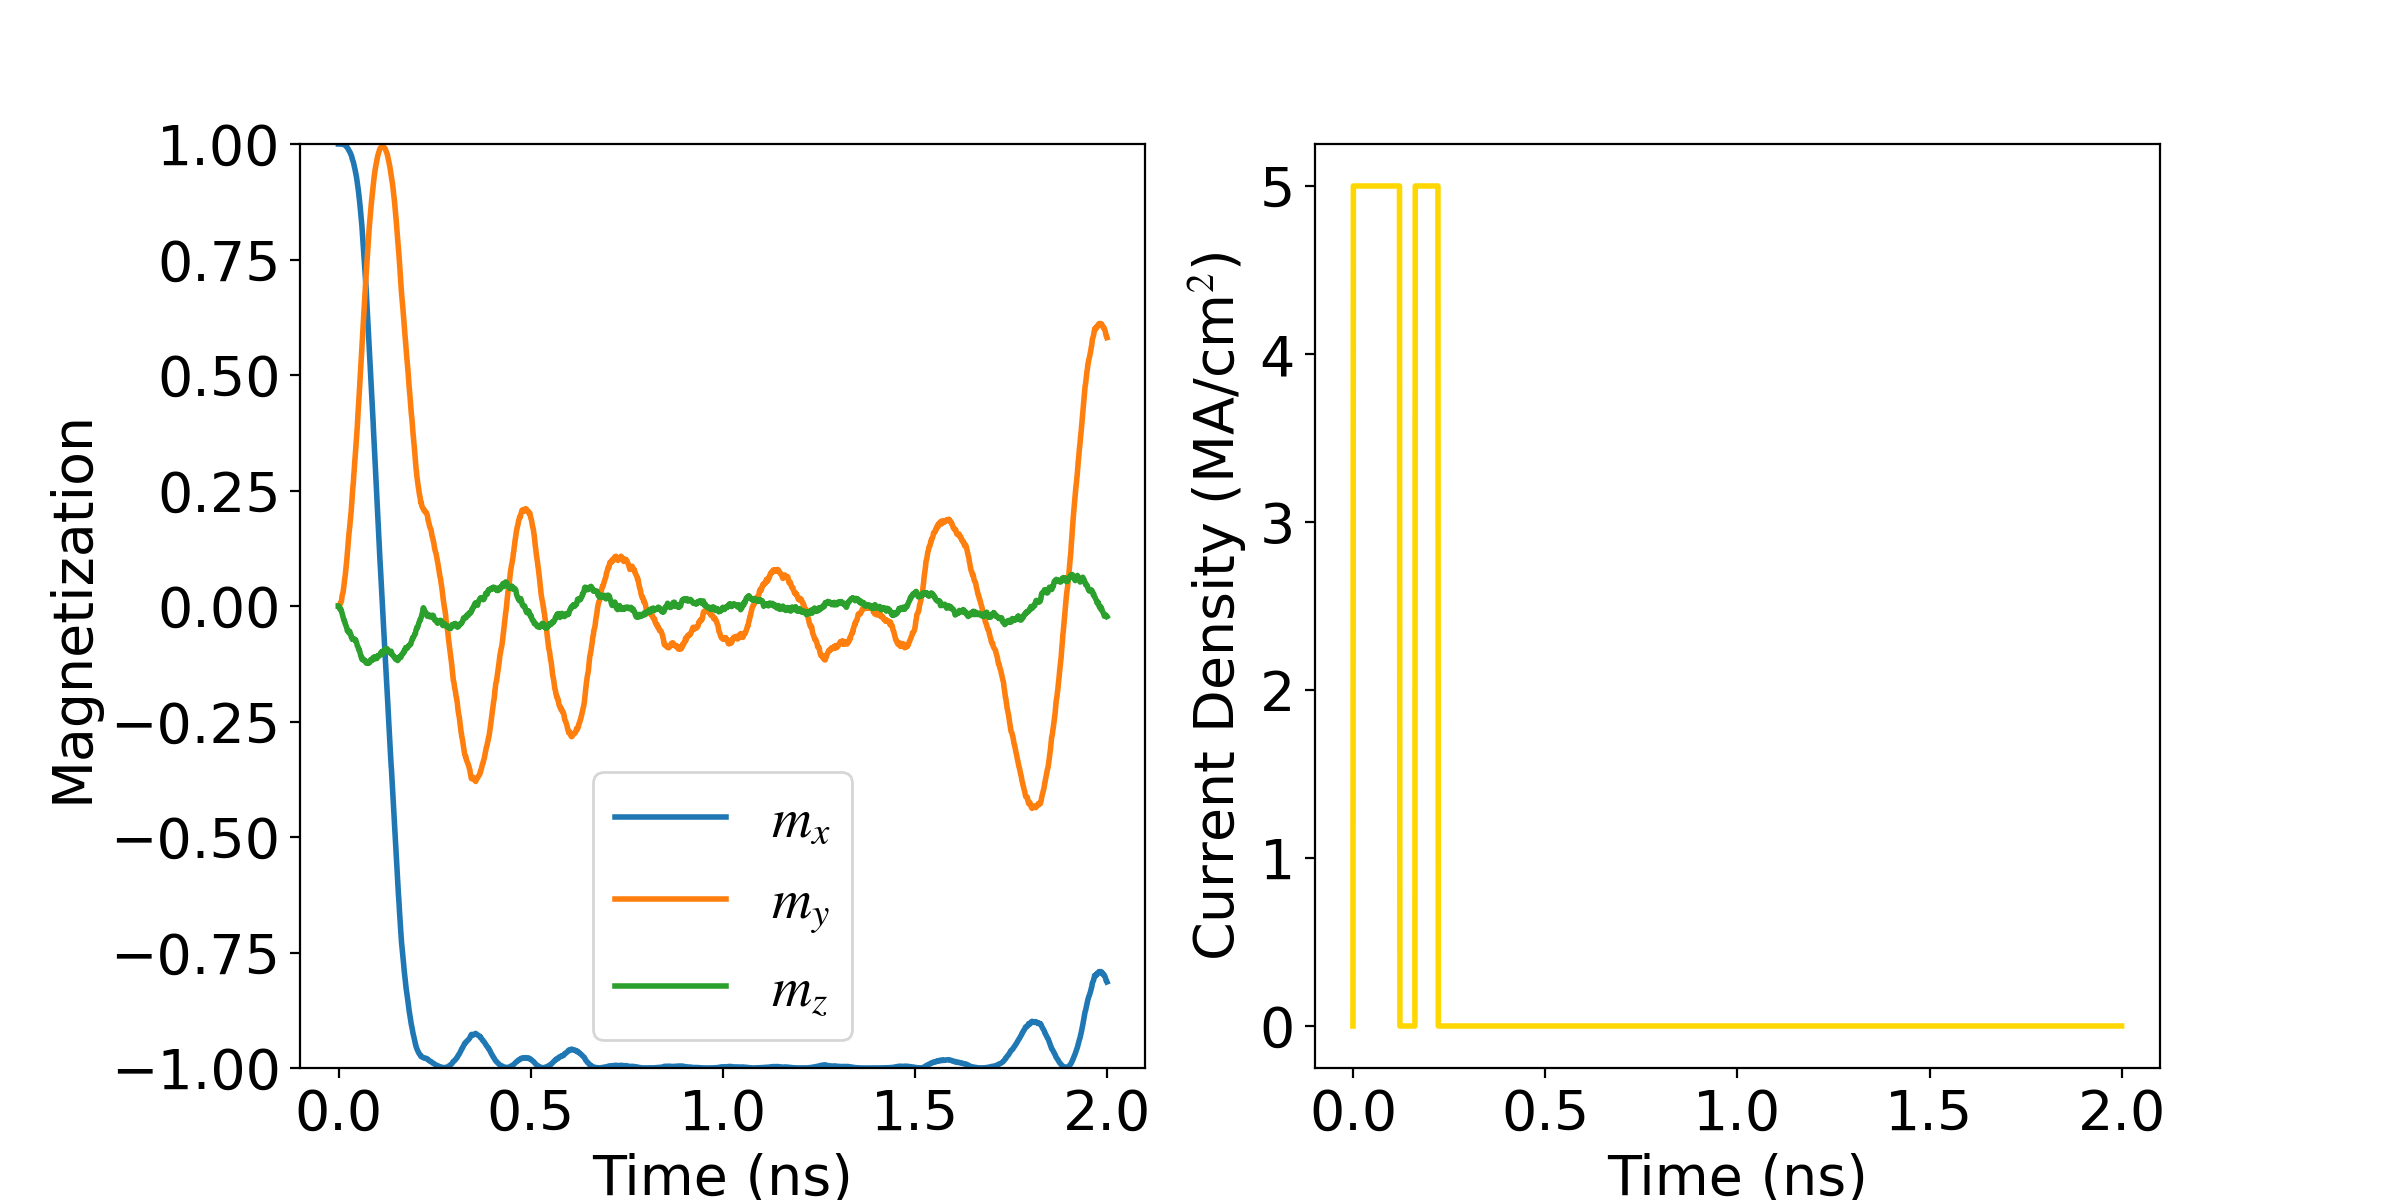 Magnetization
1.00
0.75
0.50
0.25
0.00
−0.25
−0.50
−0.75
−1.00
0.0 0.5 1.0 1.5 2.0
Time (ns)
m_x
m_y
m_z
Current Density (MA/cm²)
5
4
3
2
1
0
0.0 0.5 1.0 1.5 2.0
Time (ns)